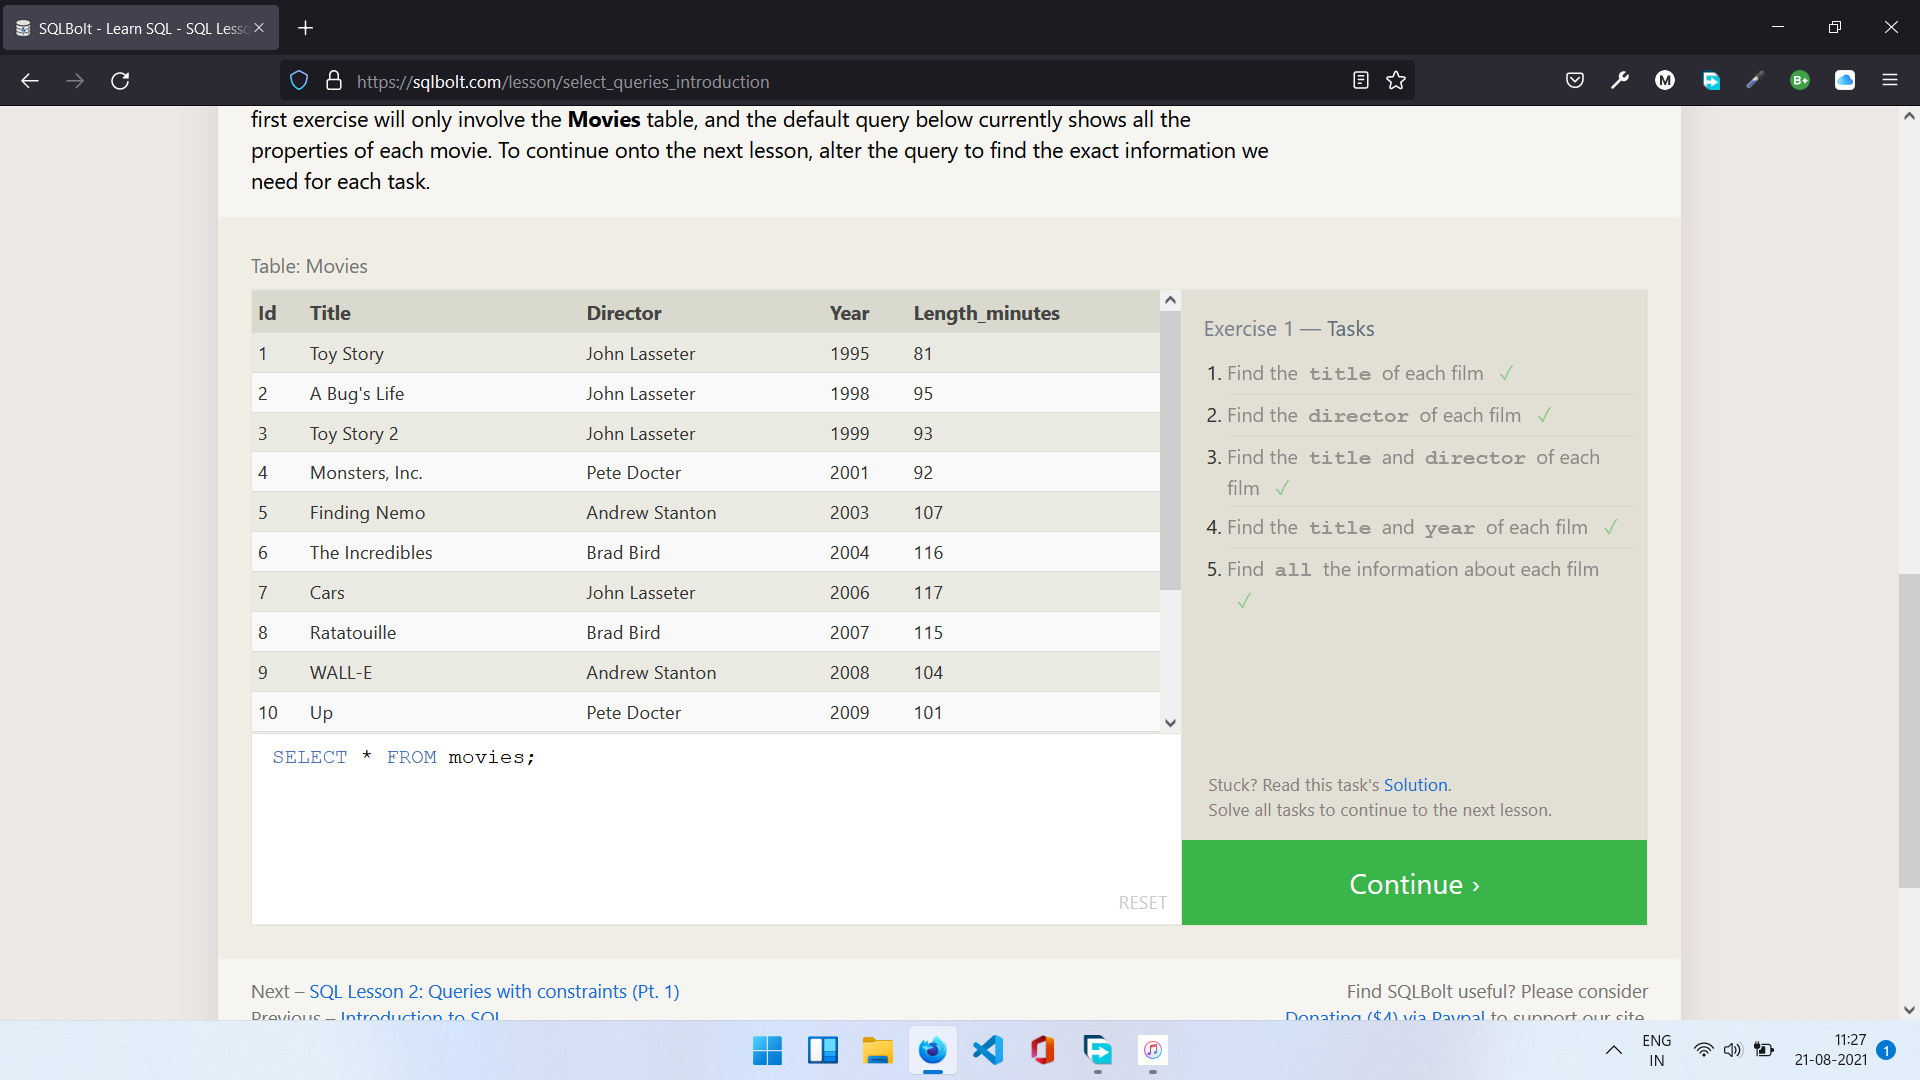 SQLBolt - Learn SQL - SQL Lesso
https://sqlbolt.com/lesson/select_queries_introduction
M
B+
first exercise will only involve the Movies table, and the default query below currently shows all the
properties of each movie. To continue onto the next lesson, alter the query to find the exact information we
need for each task.
Table: Movies
Id Title Director Year Length_minutes
1 Toy Story John Lasseter 1995 81
2 A Bug's Life John Lasseter 1998 95
3 Toy Story 2 John Lasseter 1999 93
4 Monsters, Inc. Pete Docter 2001 92
5 Finding Nemo Andrew Stanton 2003 107
6 The Incredibles Brad Bird 2004 116
7 Cars John Lasseter 2006 117
8 Ratatouille Brad Bird 2007 115
9 WALL-E Andrew Stanton 2008 104
10 Up Pete Docter 2009 101
SELECT * FROM movies;
RESET
Exercise 1 — Tasks
1. Find the title of each film ✓
2. Find the director of each film ✓
3. Find the title and director of each
film ✓
4. Find the title and year of each film ✓
5. Find all the information about each film
✓
Stuck? Read this task's Solution.
Solve all tasks to continue to the next lesson.
Continue ›
Next – SQL Lesson 2: Queries with constraints (Pt. 1)
Previous – Introduction to SQL
Find SQLBolt useful? Please consider
Donating ($4) via Paypal to support our site.
ENG
IN
11:27
21-08-2021
1